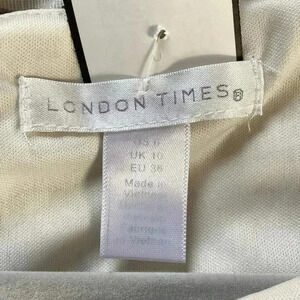 LONDON TIMES®
US 6
UK 10
EU 36
Made in
Vietnam